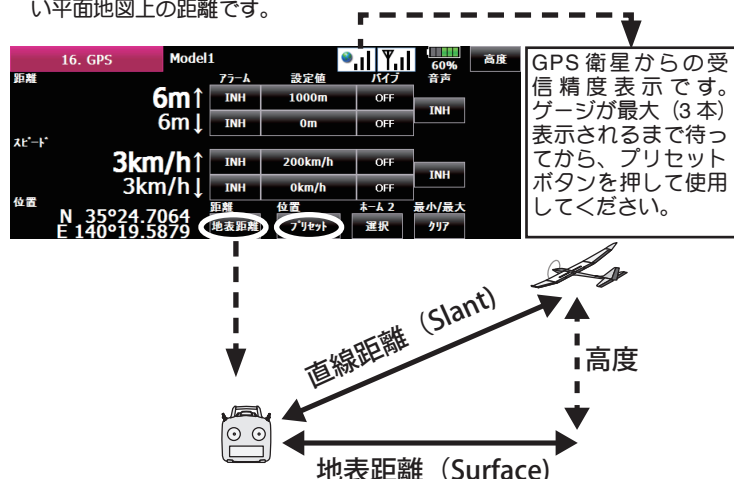 い平面地図上の距離です。
16. GPS Model1 60% 高度
距離 アラーム 設定値 バイブ 音声
6m↑ INH 1000m OFF INH
6m↓ INH 0m OFF
スピード
3km/h↑ INH 200km/h OFF INH
3km/h↓ INH 0km/h OFF
位置 距離 位置 ホーム 2 最小/最大
N 35°24.7064
E 140°19.5879 地表距離 プリセット 選択 クリア
GPS 衛星からの受
信精度表示です。
ゲージが最大（3 本）
表示されるまで待っ
てから、プリセット
ボタンを押して使用
してください。
直線距離（Slant）
高度
地表距離（Surface)